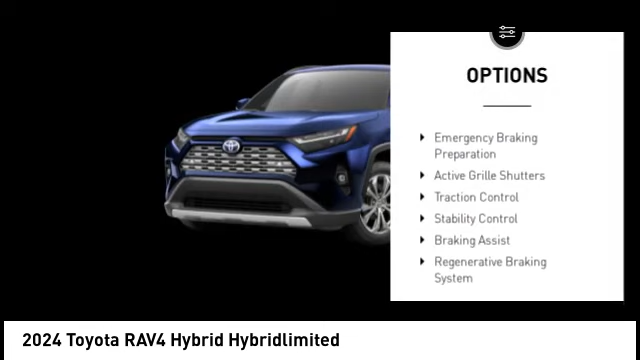 OPTIONS
Emergency Braking
Preparation
Active Grille Shutters
Traction Control
Stability Control
Braking Assist
Regenerative Braking
System
2024 Toyota RAV4 Hybrid Hybridlimited